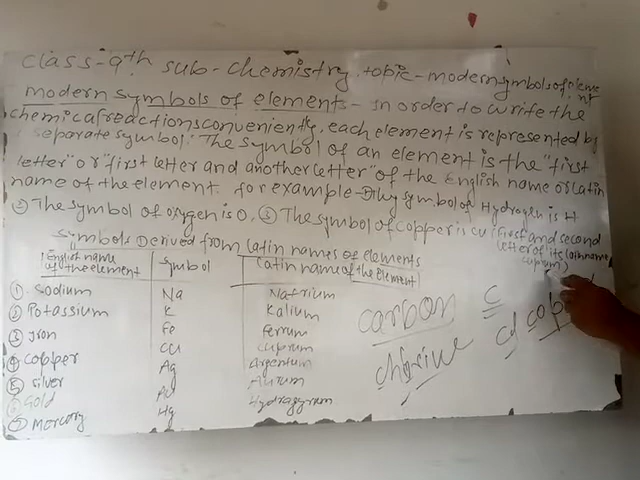 class-9th. sub-chemistry. topic-modern symbols of element
modern symbols of elements - in order to write the
chemical reactions conveniently, each element is represented by
separate symbol. The symbol of an element is the "first
letter" or "first letter and another letter" of the English name or Latin
name of the element. for example- symbol of Hydrogen is H
② The symbol of oxygen is O. ③ The symbol of copper is cu (first and second
letter of its Latin name
cuprum)
symbols Derived from Latin names of elements
English name of the element symbol Latin name of the element
① sodium Na Natrium
② Potassium K Kalium
③ Iron Fe Ferrum
④ copper cu cuprum
⑤ silver Ag Argentum
⑥ Gold Au Aurum
⑦ mercury Hg Hydragyrum
carbon c
chlorine cl